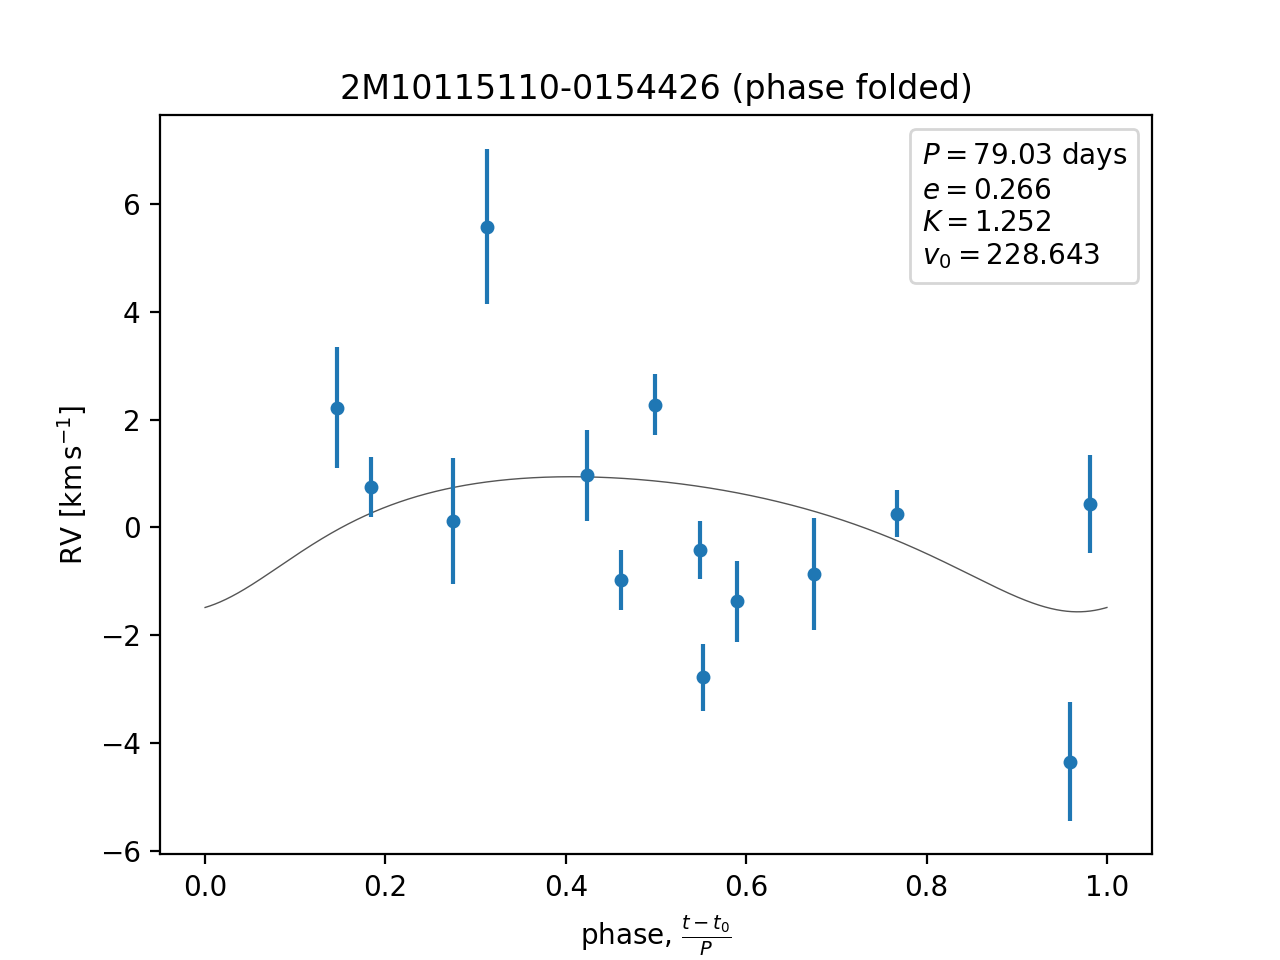 2M10115110-0154426 (phase folded)
P = 79.03 days
e = 0.266
K = 1.252
v₀ = 228.643
RV [km s⁻¹]
6
4
2
0
−2
−4
−6
0.0 0.2 0.4 0.6 0.8 1.0
phase, (t − t₀)/P